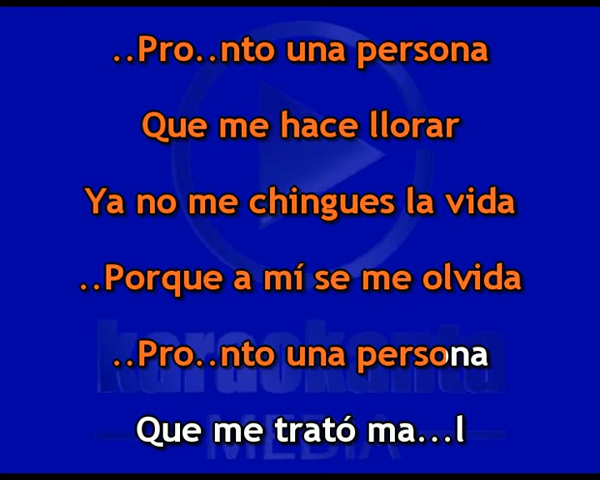 ..Pro..nto una persona
Que me hace llorar
Ya no me chingues la vida
..Porque a mí se me olvida
..Pro..nto una persona
Que me trató ma...l
karaokanta
MEDIA